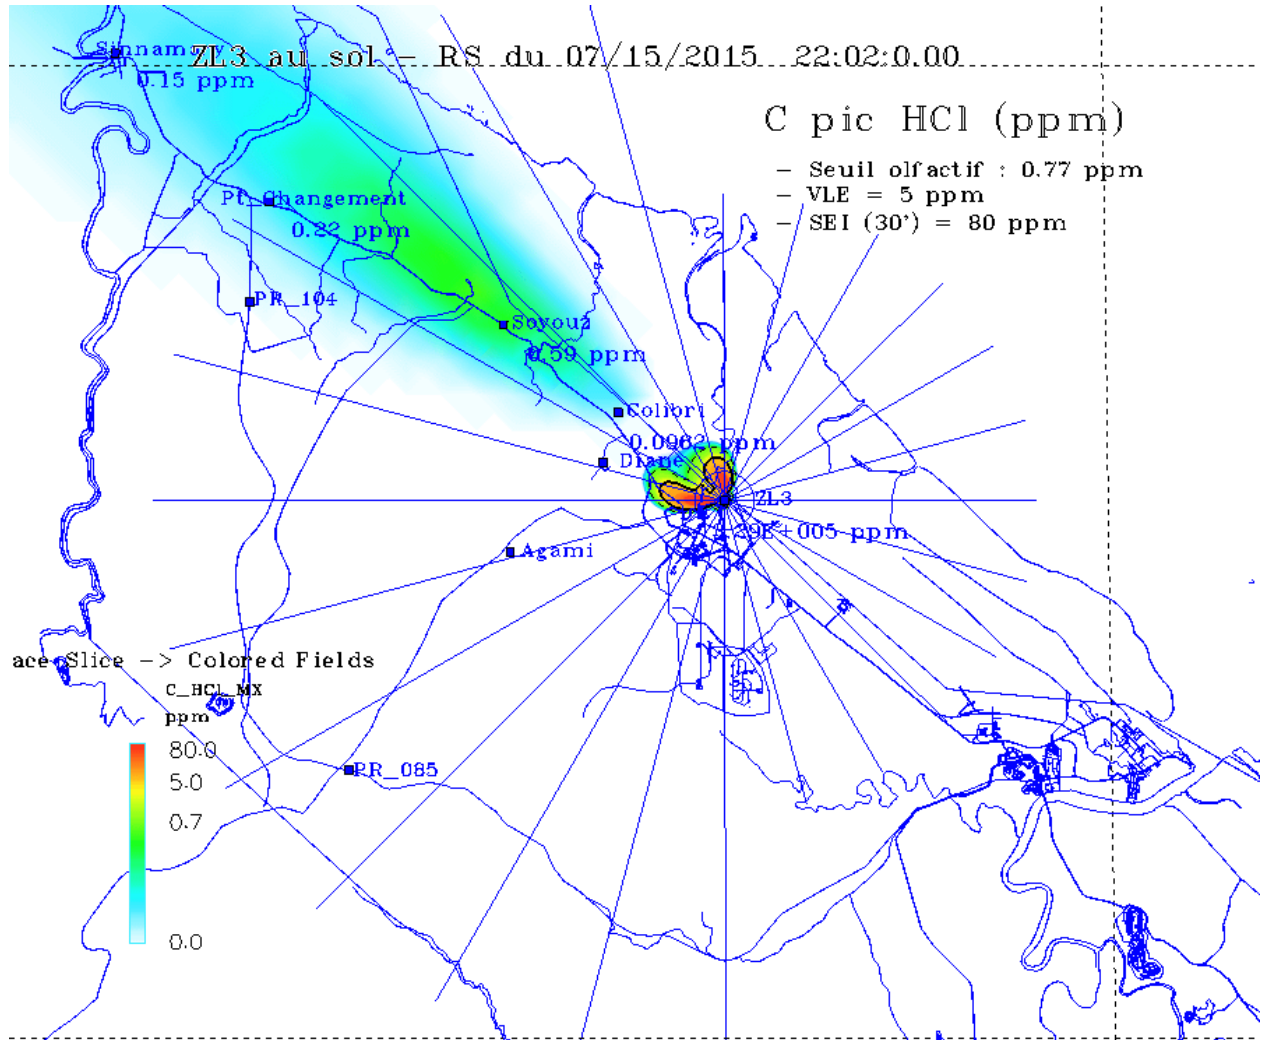 Sinnamary
ZL3 au sol – RS du 07/15/2015 22:02:0.00
0.15 ppm
C pic HCl (ppm)
– Seuil olfactif : 0.77 ppm
– VLE = 5 ppm
– SEI (30') = 80 ppm
Pt_Changement
0.22 ppm
PR_104
Soyouz
0.59 ppm
Colibri
0.0962 ppm
Diane
ZL3
29E+005 ppm
Agami
ace Slice -> Colored Fields
C_HCl_MX
ppm
80.0
5.0
0.7
0.0
PR_085